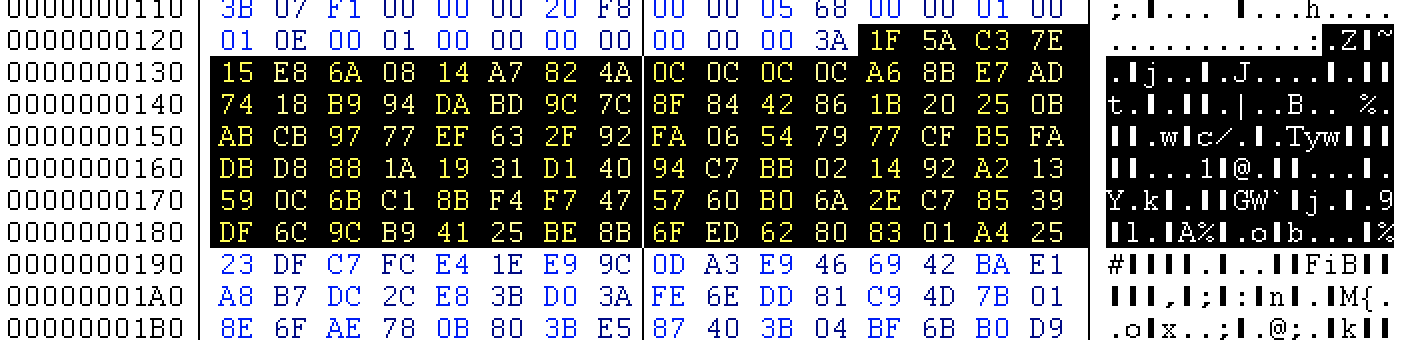 0000000110 3B 07 F1 00 00 00 20 F8 00 00 05 68 00 00 01 00 ;.▌... ▌...h....
0000000120 01 0E 00 01 00 00 00 00 00 00 00 3A 1F 5A C3 7E ...........:.Z▌~
0000000130 15 E8 6A 08 14 A7 82 4A 0C 0C 0C 0C A6 8B E7 AD .▌j..▌.J....▌.▌▌
0000000140 74 18 B9 94 DA BD 9C 7C 8F 84 42 86 1B 20 25 0B t.▌.▌▌.|..B.. %.
0000000150 AB CB 97 77 EF 63 2F 92 FA 06 54 79 77 CF B5 FA ▌▌.w▌c/.▌.Tyw▌▌▌
0000000160 DB D8 88 1A 19 31 D1 40 94 C7 BB 02 14 92 A2 13 ▌▌...1▌@.▌▌...▌.
0000000170 59 0C 6B C1 8B F4 F7 47 57 60 B0 6A 2E C7 85 39 Y.k▌.▌▌GW`▌j.▌.9
0000000180 DF 6C 9C B9 41 25 BE 8B 6F ED 62 80 83 01 A4 25 ▌l.▌A%▌.o▌b...▌%
0000000190 23 DF C7 FC E4 1E E9 9C 0D A3 E9 46 69 42 BA E1 #▌▌▌▌.▌..▌▌FiB▌▌
00000001A0 A8 B7 DC 2C E8 3B D0 3A FE 6E DD 81 C9 4D 7B 01 ▌▌▌,▌;▌:▌n▌.▌M{.
00000001B0 8E 6F AE 78 0B 80 3B E5 87 40 3B 04 BF 6B B0 D9 .o▌x..;▌.@;.▌k▌▌